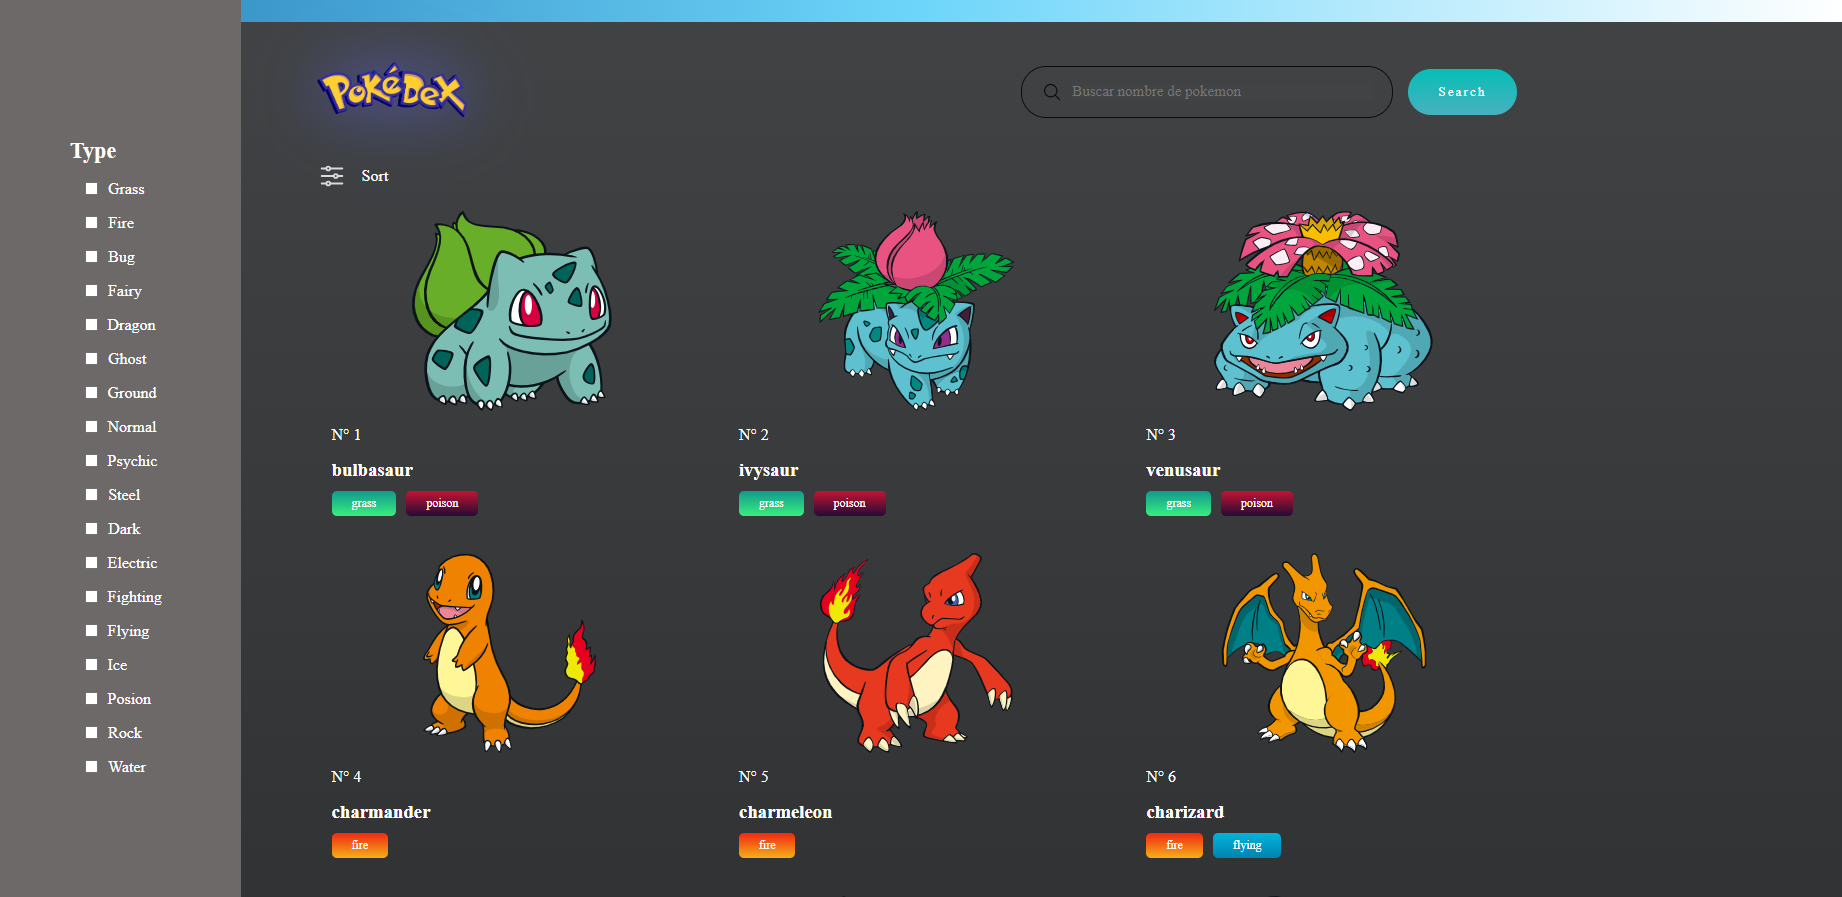 Type
Grass
Fire
Bug
Fairy
Dragon
Ghost
Ground
Normal
Psychic
Steel
Dark
Electric
Fighting
Flying
Ice
Posion
Rock
Water
POKéDEX
Buscar nombre de pokemon
Search
Sort
N° 1
bulbasaur
grass poison
N° 2
ivysaur
grass poison
N° 3
venusaur
grass poison
N° 4
charmander
fire
N° 5
charmeleon
fire
N° 6
charizard
fire flying